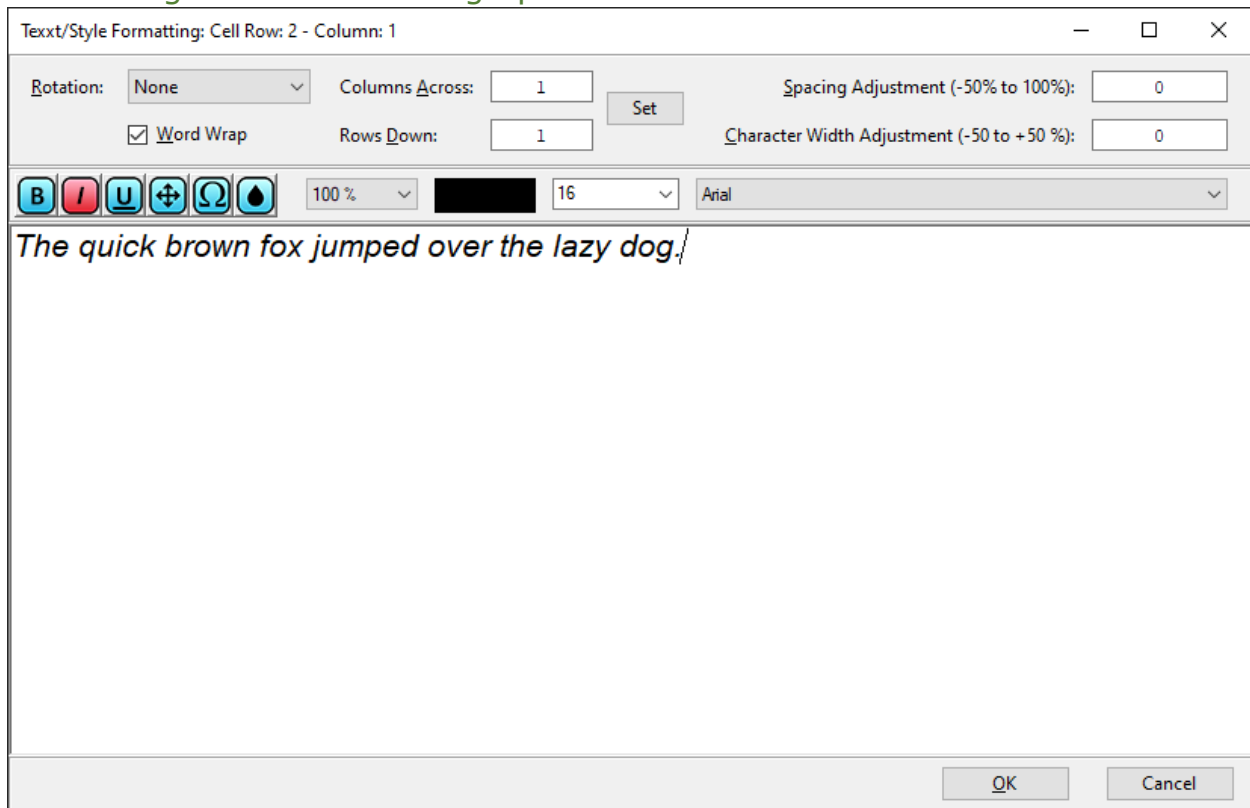 Texxt/Style Formatting: Cell Row: 2 - Column: 1
Rotation: None Columns Across: 1 Set Spacing Adjustment (-50% to 100%): 0
Word Wrap Rows Down: 1 Character Width Adjustment (-50 to +50 %): 0
B I U Ω 100 % 16 Arial
The quick brown fox jumped over the lazy dog.
OK Cancel